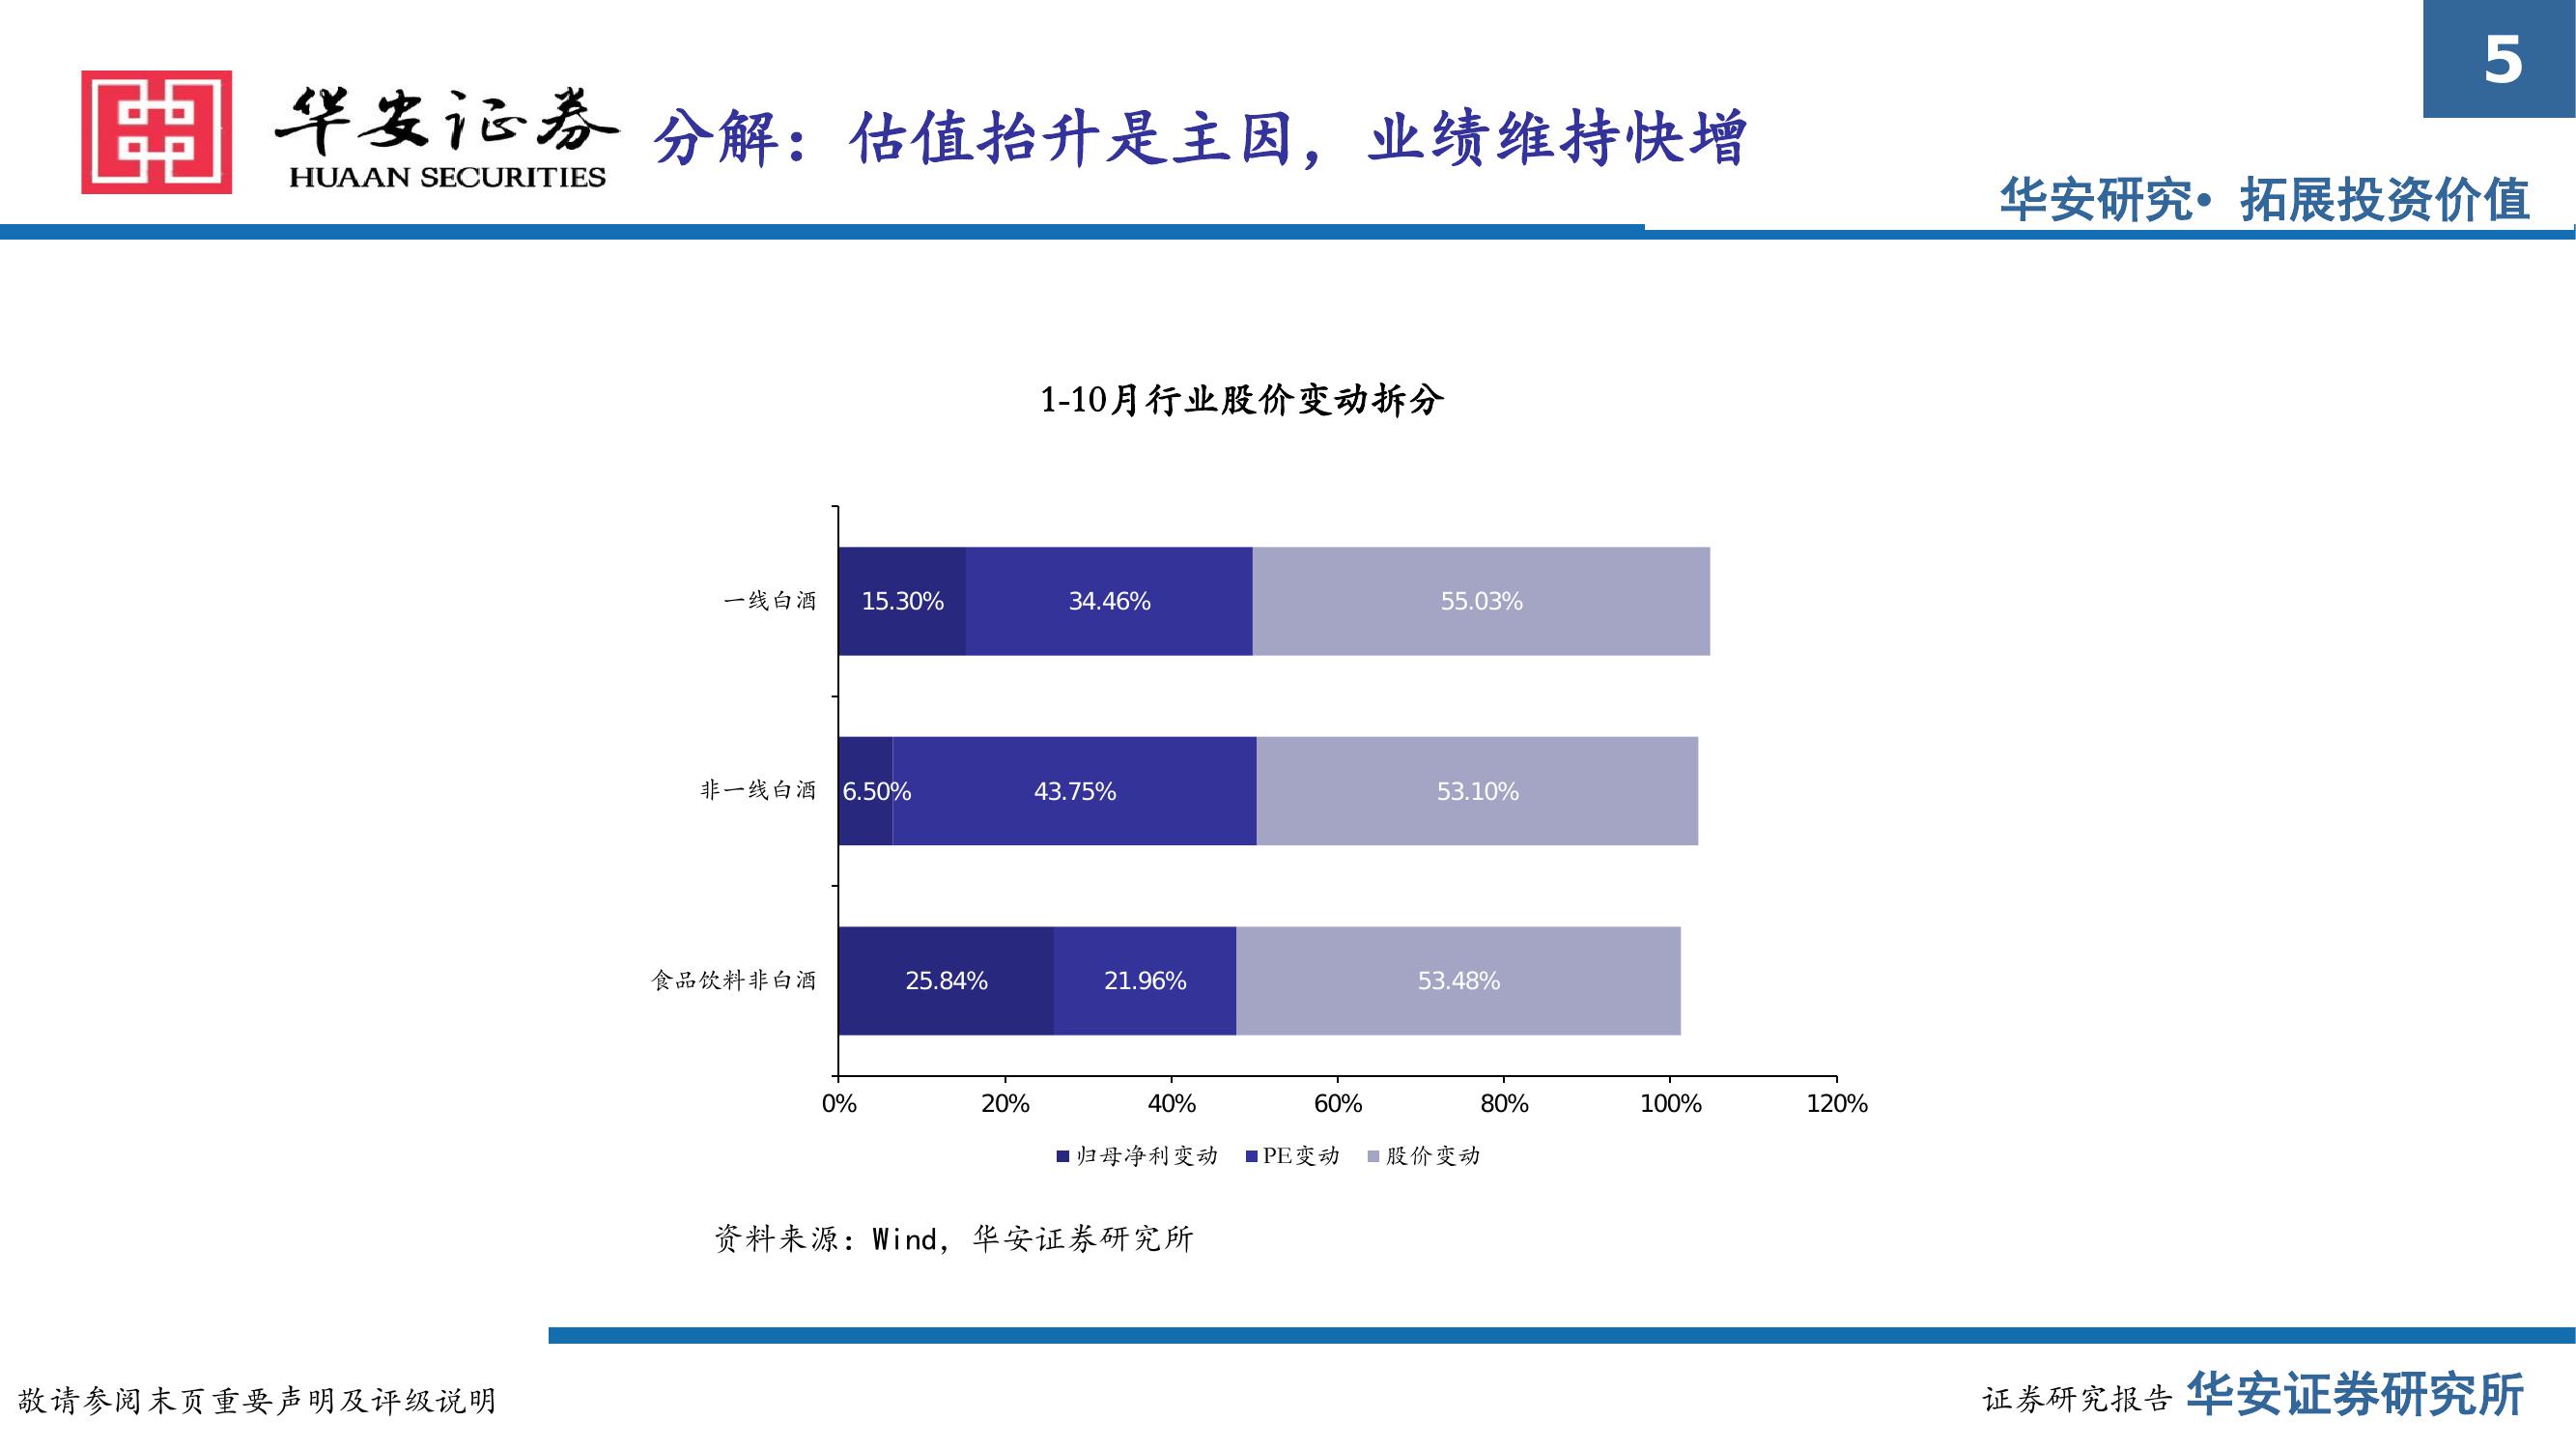 5
华安证券
HUAAN SECURITIES
分解：估值抬升是主因，业绩维持快增
华安研究• 拓展投资价值
1-10月行业股价变动拆分
一线白酒 15.30% 34.46% 55.03%
非一线白酒 6.50% 43.75% 53.10%
食品饮料非白酒 25.84% 21.96% 53.48%
0% 20% 40% 60% 80% 100% 120%
归母净利变动 PE变动 股价变动
资料来源：Wind，华安证券研究所
敬请参阅末页重要声明及评级说明
证券研究报告 华安证券研究所